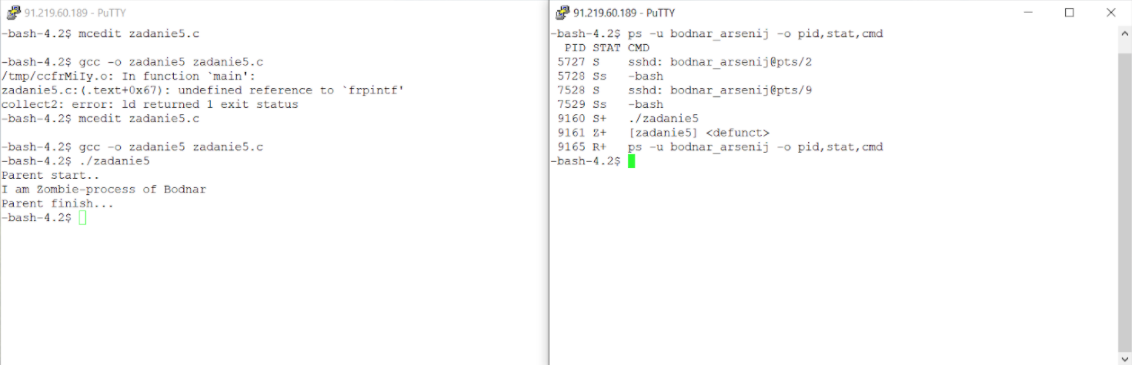 91.219.60.189 - PuTTY
-bash-4.2$ mcedit zadanie5.c
-bash-4.2$ gcc -o zadanie5 zadanie5.c
/tmp/ccfrMiIy.o: In function `main':
zadanie5.c:(.text+0x67): undefined reference to `frpintf'
collect2: error: ld returned 1 exit status
-bash-4.2$ mcedit zadanie5.c
-bash-4.2$ gcc -o zadanie5 zadanie5.c
-bash-4.2$ ./zadanie5
Parent start..
I am Zombie-process of Bodnar
Parent finish...
-bash-4.2$
91.219.60.189 - PuTTY
-bash-4.2$ ps -u bodnar_arsenij -o pid,stat,cmd
PID STAT CMD
5727 S sshd: bodnar_arsenij@pts/2
5728 Ss -bash
7528 S sshd: bodnar_arsenij@pts/9
7529 Ss -bash
9160 S+ ./zadanie5
9161 Z+ [zadanie5] <defunct>
9165 R+ ps -u bodnar_arsenij -o pid,stat,cmd
-bash-4.2$